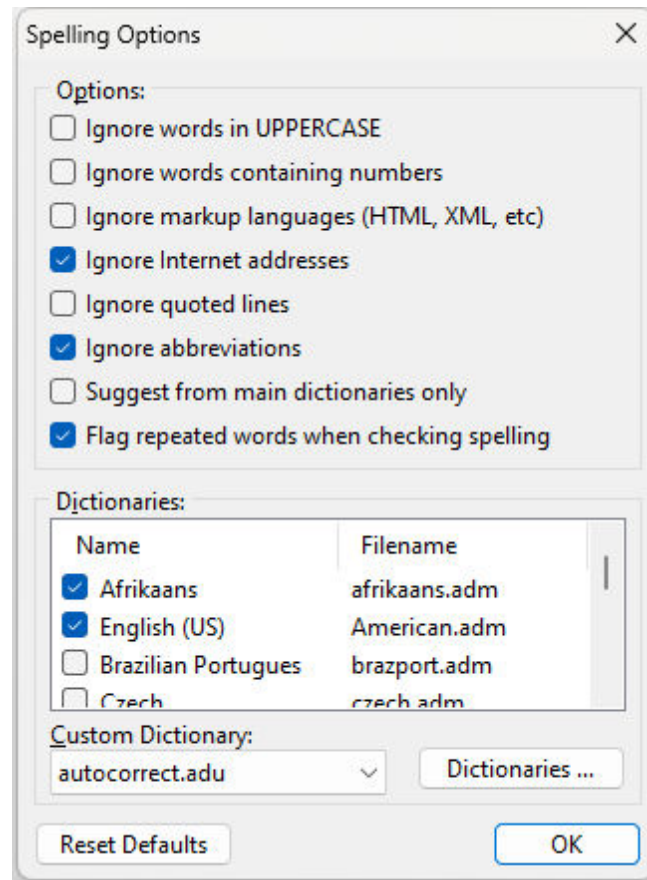 Spelling Options
Options:
Ignore words in UPPERCASE
Ignore words containing numbers
Ignore markup languages (HTML, XML, etc)
Ignore Internet addresses
Ignore quoted lines
Ignore abbreviations
Suggest from main dictionaries only
Flag repeated words when checking spelling
Dictionaries:
Name Filename
Afrikaans afrikaans.adm
English (US) American.adm
Brazilian Portugues brazport.adm
Czech czech.adm
Custom Dictionary:
autocorrect.adu Dictionaries ...
Reset Defaults OK